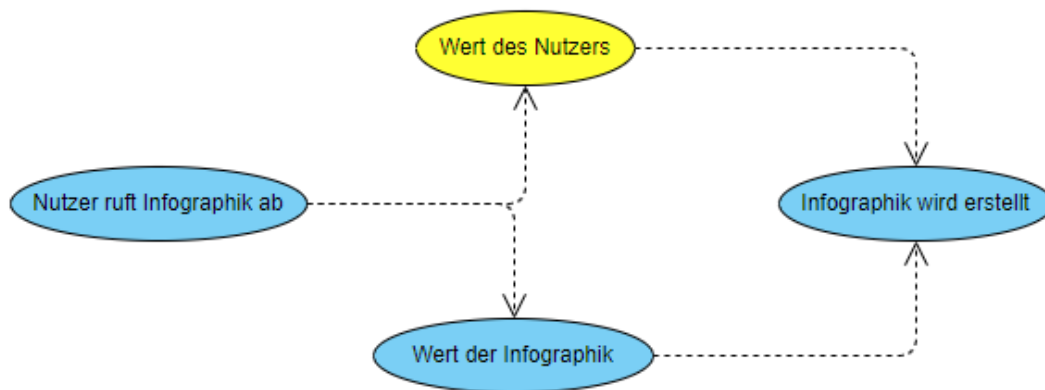 Wert des Nutzers
Nutzer ruft Infographik ab
Infographik wird erstellt
Wert der Infographik